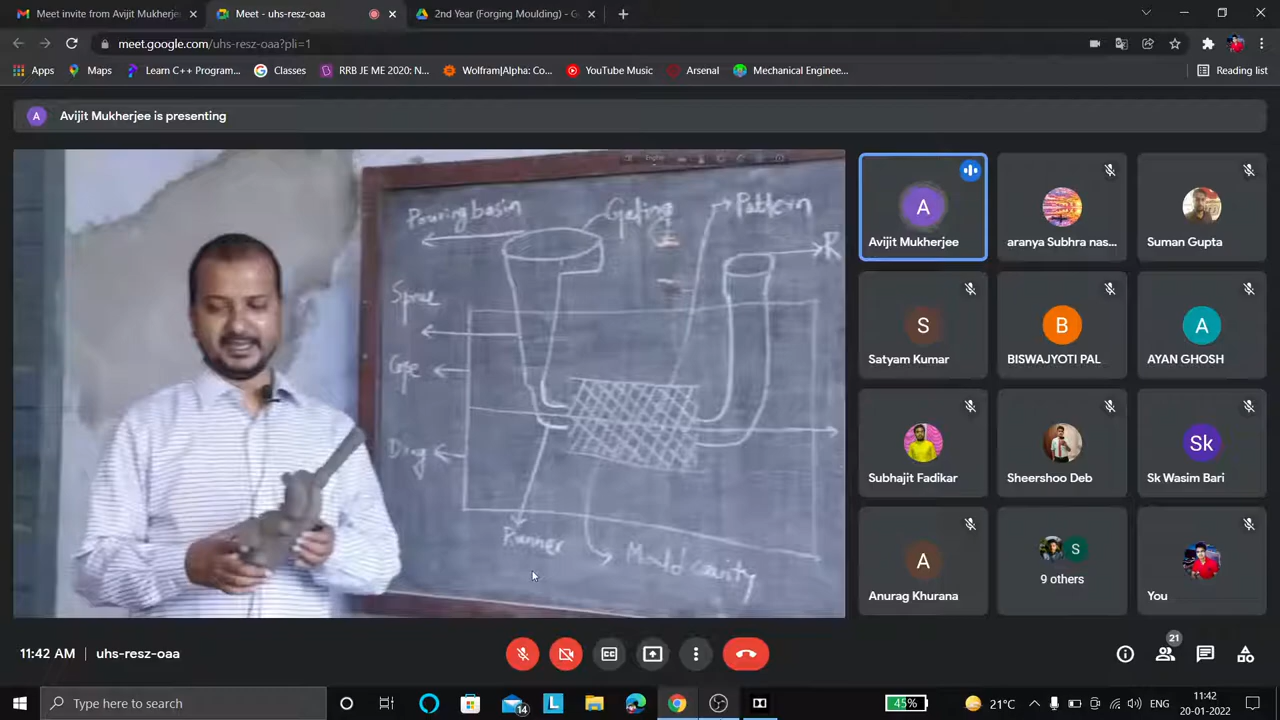 Meet invite from Avijit Mukherje
Meet - uhs-resz-oaa
2nd Year (Forging Moulding) - G
meet.google.com/uhs-resz-oaa?pli=1
Apps
Maps
Learn C++ Program...
Classes
RRB JE ME 2020: N...
Wolfram|Alpha: Co...
YouTube Music
Arsenal
Mechanical Enginee...
Reading list
A
Avijit Mukherjee is presenting
Pouring basin
Gating
Pattern
R
Sprue
Cope
Drag
Runner
Mould cavity
A
Avijit Mukherjee
aranya Subhra nas...
Suman Gupta
S
Satyam Kumar
B
BISWAJYOTI PAL
A
AYAN GHOSH
Subhajit Fadikar
Sheershoo Deb
Sk
Sk Wasim Bari
A
Anurag Khurana
S
9 others
You
11:42 AM | uhs-resz-oaa
21
Type here to search
L
14
45%
21°C
ENG
11:42
20-01-2022